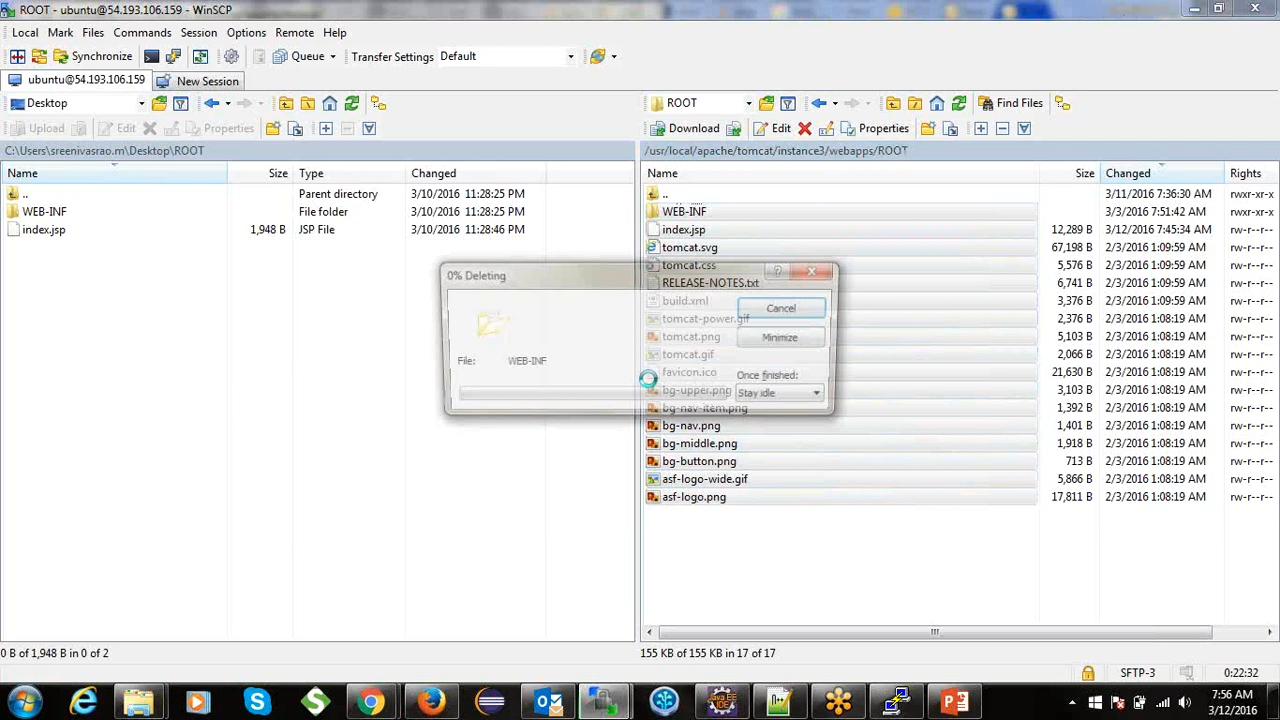 ROOT - ubuntu@54.193.106.159 - WinSCP
Local Mark Files Commands Session Options Remote Help
Synchronize Queue Transfer Settings Default
ubuntu@54.193.106.159 New Session
Desktop ROOT Find Files
Upload Edit Properties Download Edit Properties
C:\Users\sreenivasrao.m\Desktop\ROOT /usr/local/apache/tomcat/instance3/webapps/ROOT
Name Size Type Changed Name Size Changed Rights
.. Parent directory 3/10/2016 11:28:25 PM .. 3/11/2016 7:36:30 AM rwxr-xr-x
WEB-INF File folder 3/10/2016 11:28:25 PM WEB-INF 3/3/2016 7:51:42 AM rwxr-xr-x
index.jsp 1,948 B JSP File 3/10/2016 11:28:46 PM index.jsp 12,289 B 3/12/2016 7:45:34 AM rw-r--r--
tomcat.svg 67,198 B 2/3/2016 1:09:59 AM rw-r--r--
tomcat.css 5,576 B 2/3/2016 1:09:59 AM rw-r--r--
0% Deleting ?
RELEASE-NOTES.txt 6,741 B 2/3/2016 1:09:59 AM rw-r--r--
build.xml 3,376 B 2/3/2016 1:09:59 AM rw-r--r--
Cancel
tomcat-power.gif 2,376 B 2/3/2016 1:08:19 AM rw-r--r--
tomcat.png 5,103 B 2/3/2016 1:08:19 AM rw-r--r--
Minimize
tomcat.gif 2,066 B 2/3/2016 1:08:19 AM rw-r--r--
File: WEB-INF
favicon.ico 21,630 B 2/3/2016 1:08:19 AM rw-r--r--
Once finished:
bg-upper.png 3,103 B 2/3/2016 1:08:19 AM rw-r--r--
Stay idle
bg-nav-item.png 1,392 B 2/3/2016 1:08:19 AM rw-r--r--
bg-nav.png 1,401 B 2/3/2016 1:08:19 AM rw-r--r--
bg-middle.png 1,918 B 2/3/2016 1:08:19 AM rw-r--r--
bg-button.png 713 B 2/3/2016 1:08:19 AM rw-r--r--
asf-logo-wide.gif 5,866 B 2/3/2016 1:08:19 AM rw-r--r--
asf-logo.png 17,811 B 2/3/2016 1:08:19 AM rw-r--r--
0 B of 1,948 B in 0 of 2 155 KB of 155 KB in 17 of 17
SFTP-3 0:22:32
Java EE
IDE
7:56 AM
3/12/2016